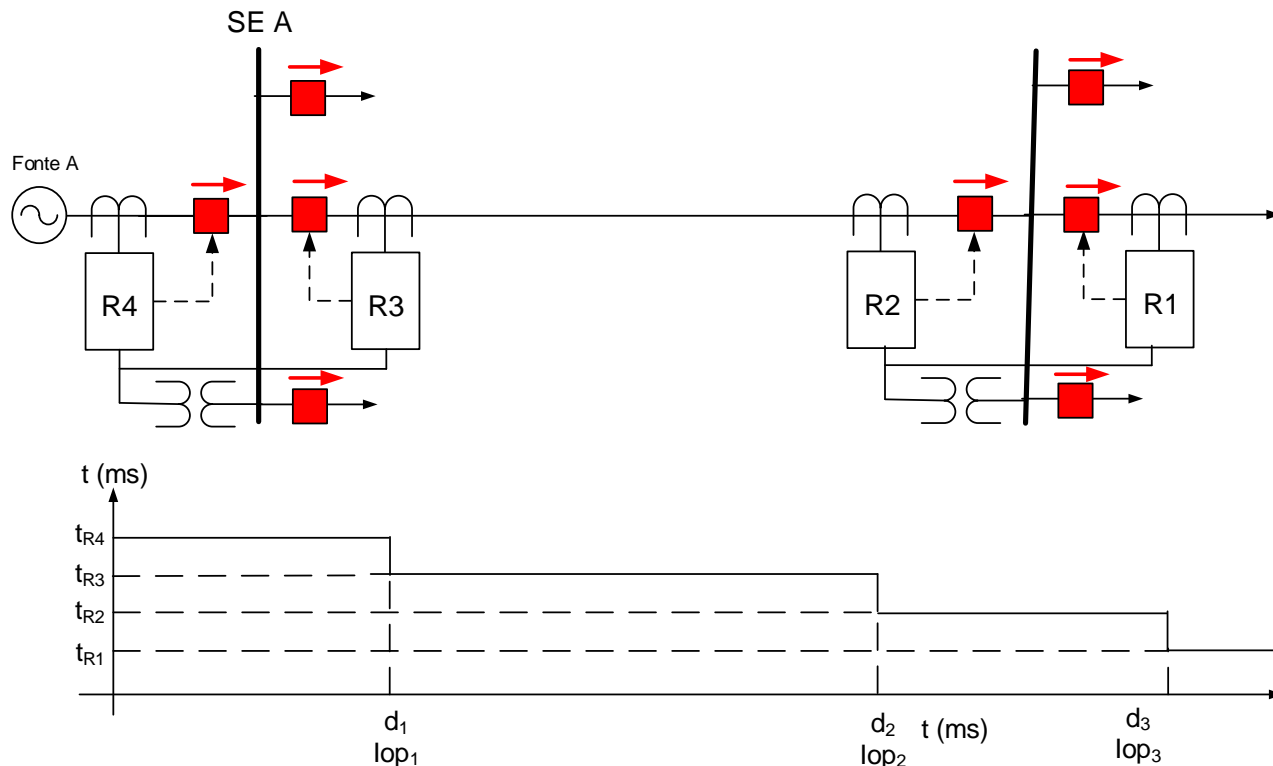 SE A
Fonte A
R4
R3
R2
R1
t (ms)
tR4
tR3
tR2
tR1
d1
d2 t (ms)
d3
Iop1
Iop2
Iop3